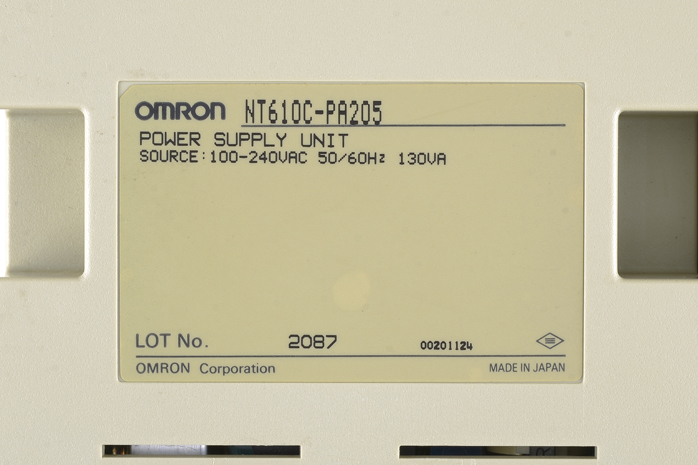 OMRON NT610C-PA205
POWER SUPPLY UNIT
SOURCE:100-240VAC 50/60Hz 130VA
LOT No. 2087 00201124
OMRON Corporation MADE IN JAPAN